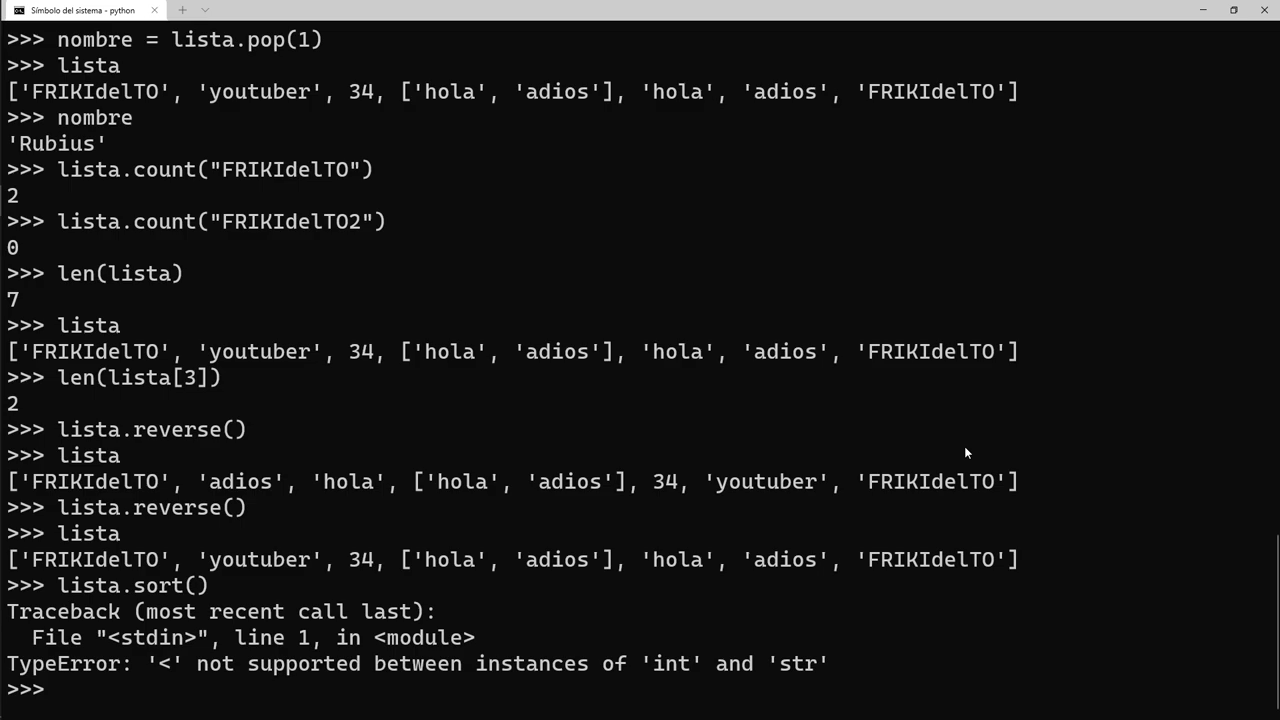 Símbolo del sistema - python
>>> nombre = lista.pop(1)
>>> lista
['FRIKIdelTO', 'youtuber', 34, ['hola', 'adios'], 'hola', 'adios', 'FRIKIdelTO']
>>> nombre
'Rubius'
>>> lista.count("FRIKIdelTO")
2
>>> lista.count("FRIKIdelTO2")
0
>>> len(lista)
7
>>> lista
['FRIKIdelTO', 'youtuber', 34, ['hola', 'adios'], 'hola', 'adios', 'FRIKIdelTO']
>>> len(lista[3])
2
>>> lista.reverse()
>>> lista
['FRIKIdelTO', 'adios', 'hola', ['hola', 'adios'], 34, 'youtuber', 'FRIKIdelTO']
>>> lista.reverse()
>>> lista
['FRIKIdelTO', 'youtuber', 34, ['hola', 'adios'], 'hola', 'adios', 'FRIKIdelTO']
>>> lista.sort()
Traceback (most recent call last):
  File "<stdin>", line 1, in <module>
TypeError: '<' not supported between instances of 'int' and 'str'
>>>